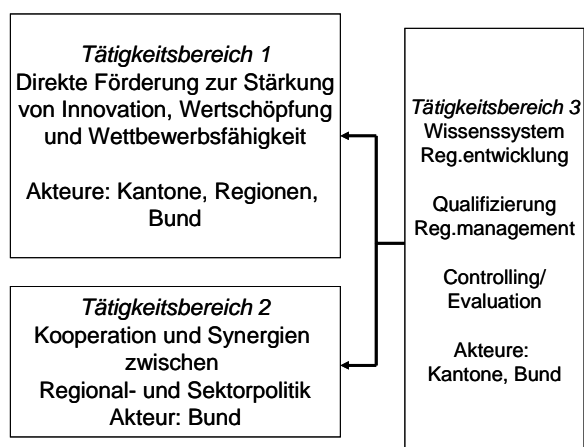 Tätigkeitsbereich 1
Direkte Förderung zur Stärkung
von Innovation, Wertschöpfung
und Wettbewerbsfähigkeit
Akteure: Kantone, Regionen,
Bund
Tätigkeitsbereich 2
Kooperation und Synergien
zwischen
Regional- und Sektorpolitik
Akteur: Bund
Tätigkeitsbereich 3
Wissenssystem
Reg.entwicklung
Qualifizierung
Reg.management
Controlling/
Evaluation
Akteure:
Kantone, Bund